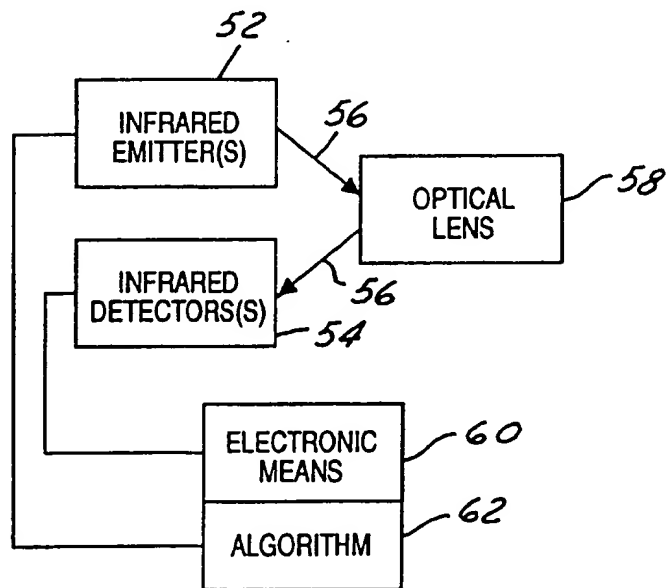 52
INFRARED
EMITTER(S)
56
OPTICAL
LENS
58
INFRARED
DETECTORS(S)
56
54
ELECTRONIC
MEANS
60
ALGORITHM
62